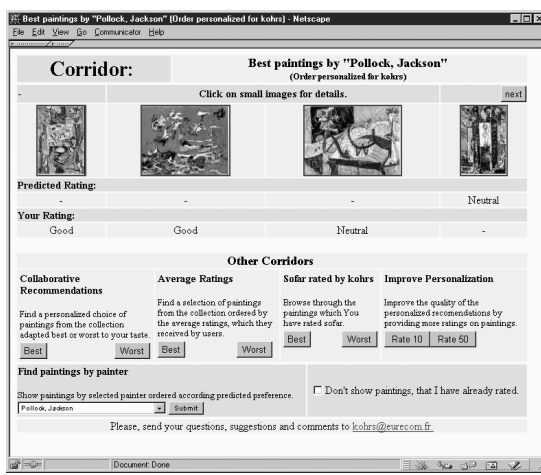 Best paintings by "Pollock, Jackson" (Order personalized for kohrs) - Netscape
File Edit View Go Communicator Help
Corridor:
Best paintings by "Pollock, Jackson"
(Order personalized for kohrs)
-
Click on small images for details.
next
Predicted Rating:
- - - Neutral
Your Rating:
Good Good Neutral -
Other Corridors
Collaborative
Recommendations
Find a personalized choice of
paintings from the collection
adapted best or worst to your taste.
Best Worst
Average Ratings
Find a selection of paintings
from the collection ordered by
the average ratings, which they
received by users.
Best Worst
Sofar rated by kohrs
Browse through the
paintings which You
have rated sofar.
Best Worst
Improve Personalization
Improve the quality of the
personalized recomendations by
providing more ratings on paintings.
Rate 10 Rate 50
Find paintings by painter
Show paintings by selected painter ordered according predicted preference.
Pollock, Jackson Submit
Don't show paintings, that I have already rated.
Please, send your questions, suggestions and comments to kohrs@eurecom.fr.
Document: Done